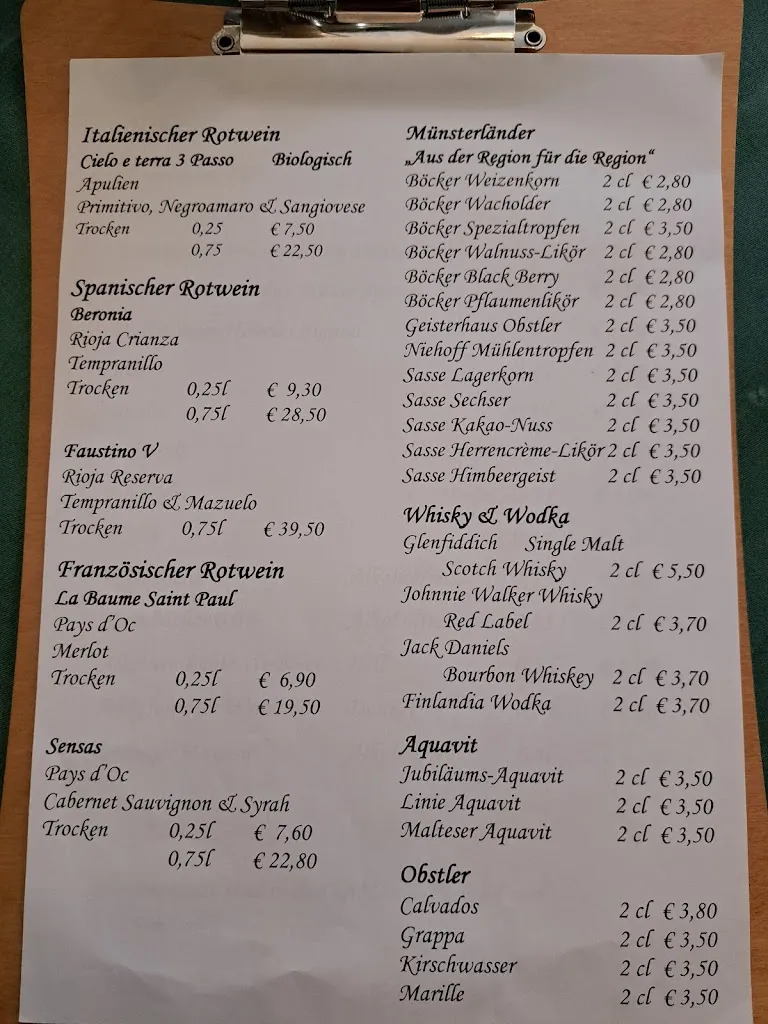 Italienischer Rotwein
Cielo e terra 3 Passo Biologisch
Apulien
Primitivo, Negroamaro & Sangiovese
Trocken 0,25 € 7,50
0,75 € 22,50
Spanischer Rotwein
Beronia
Rioja Crianza
Tempranillo
Trocken 0,25l € 9,30
0,75l € 28,50
Faustino V
Rioja Reserva
Tempranillo & Mazuelo
Trocken 0,75l € 39,50
Französischer Rotwein
La Baume Saint Paul
Pays d'Oc
Merlot
Trocken 0,25l € 6,90
0,75l € 19,50
Sensas
Pays d'Oc
Cabernet Sauvignon & Syrah
Trocken 0,25l € 7,60
0,75l € 22,80
Münsterländer
„Aus der Region für die Region“
Böcker Weizenkorn 2 cl € 2,80
Böcker Wacholder 2 cl € 2,80
Böcker Spezialtropfen 2 cl € 3,50
Böcker Walnuss-Likör 2 cl € 2,80
Böcker Black Berry 2 cl € 2,80
Böcker Pflaumenlikör 2 cl € 2,80
Geisterhaus Obstler 2 cl € 3,50
Niehoff Mühlentropfen 2 cl € 3,50
Sasse Lagerkorn 2 cl € 3,50
Sasse Sechser 2 cl € 3,50
Sasse Kakao-Nuss 2 cl € 3,50
Sasse Herrencrème-Likör 2 cl € 3,50
Sasse Himbeergeist 2 cl € 3,50
Whisky & Wodka
Glenfiddich Single Malt
Scotch Whisky 2 cl € 5,50
Johnnie Walker Whisky
Red Label 2 cl € 3,70
Jack Daniels
Bourbon Whiskey 2 cl € 3,70
Finlandia Wodka 2 cl € 3,70
Aquavit
Jubiläums-Aquavit 2 cl € 3,50
Linie Aquavit 2 cl € 3,50
Malteser Aquavit 2 cl € 3,50
Obstler
Calvados 2 cl € 3,80
Grappa 2 cl € 3,50
Kirschwasser 2 cl € 3,50
Marille 2 cl € 3,50